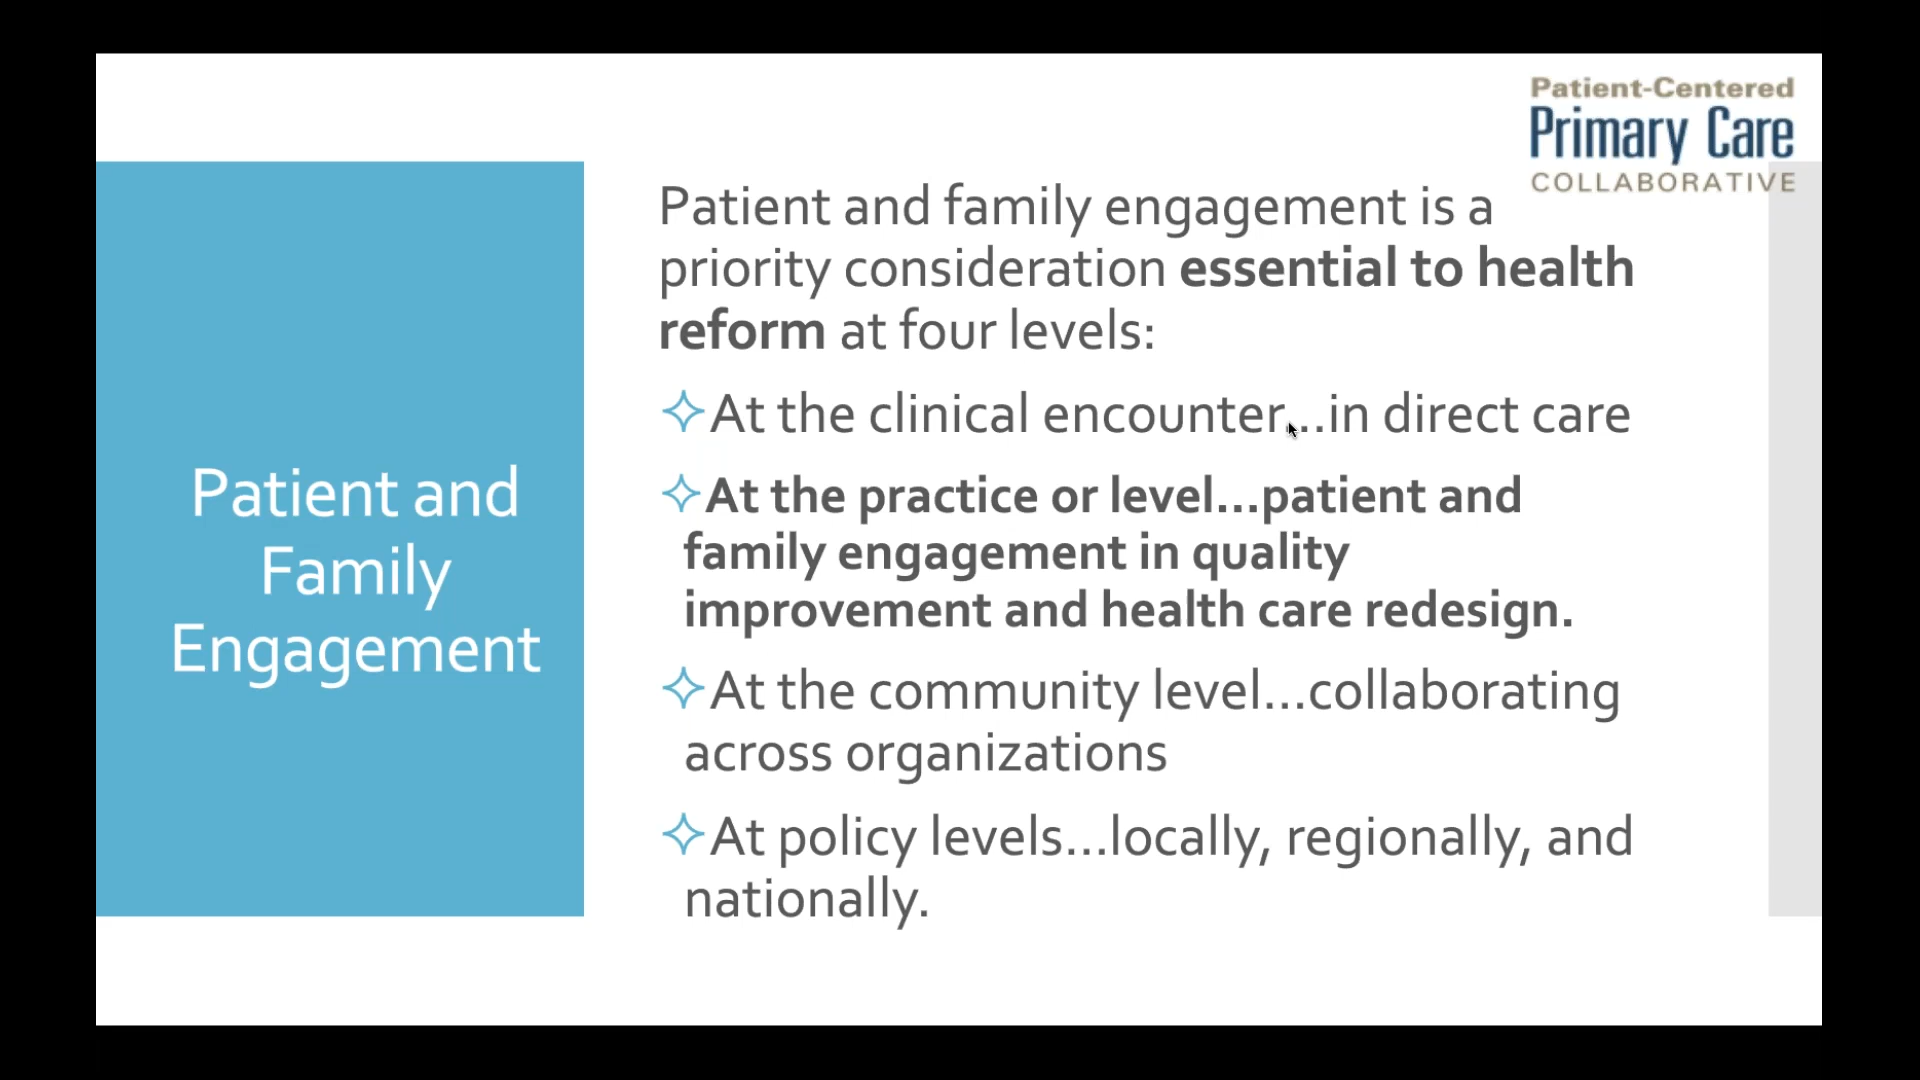 Patient-Centered
Primary Care
COLLABORATIVE
Patient and
Family
Engagement
Patient and family engagement is a
priority consideration essential to health
reform at four levels:
✧At the clinical encounter...in direct care
✧At the practice or level...patient and
family engagement in quality
improvement and health care redesign.
✧At the community level...collaborating
across organizations
✧At policy levels...locally, regionally, and
nationally.